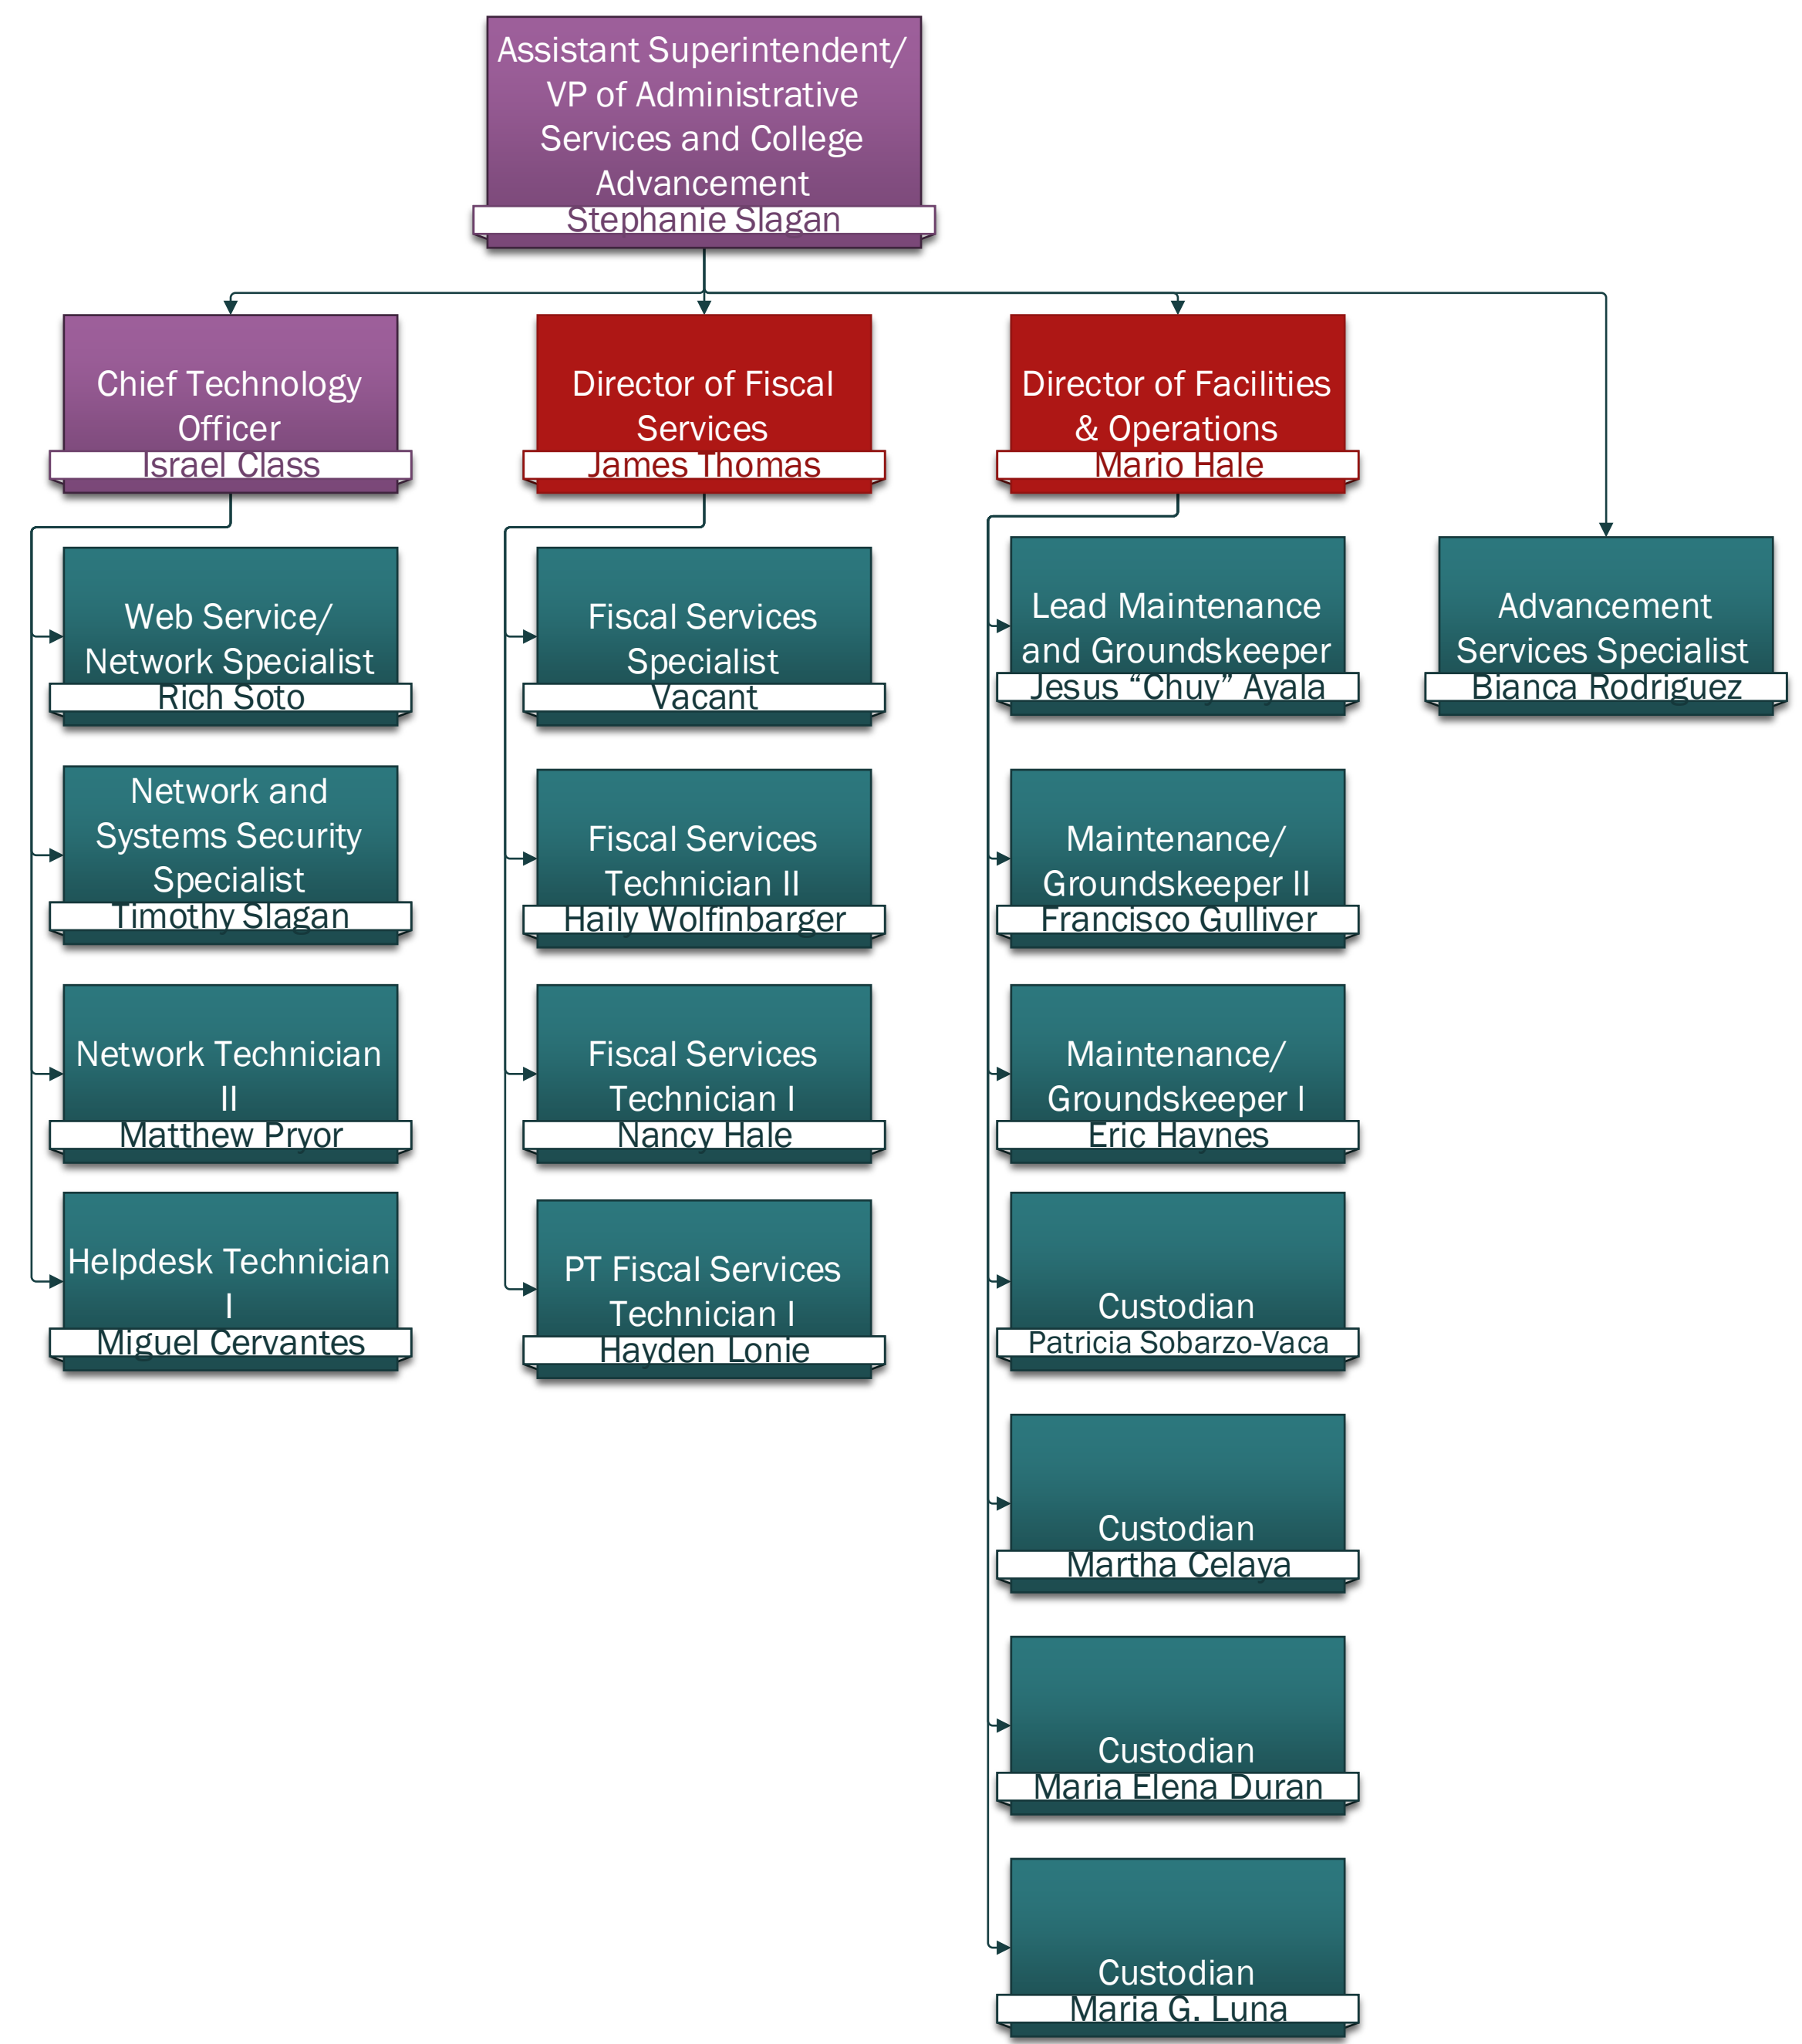 Assistant Superintendent/
VP of Administrative
Services and College
Advancement
Stephanie Slagan
Chief Technology
Officer
Israel Class
Director of Fiscal
Services
James Thomas
Director of Facilities
& Operations
Mario Hale
Web Service/
Network Specialist
Rich Soto
Fiscal Services
Specialist
Vacant
Lead Maintenance
and Groundskeeper
Jesus “Chuy” Ayala
Advancement
Services Specialist
Bianca Rodriguez
Network and
Systems Security
Specialist
Timothy Slagan
Fiscal Services
Technician II
Haily Wolfinbarger
Maintenance/
Groundskeeper II
Francisco Gulliver
Network Technician
II
Matthew Pryor
Fiscal Services
Technician I
Nancy Hale
Maintenance/
Groundskeeper I
Eric Haynes
Helpdesk Technician
I
Miguel Cervantes
PT Fiscal Services
Technician I
Hayden Lonie
Custodian
Patricia Sobarzo-Vaca
Custodian
Martha Celaya
Custodian
Maria Elena Duran
Custodian
Maria G. Luna